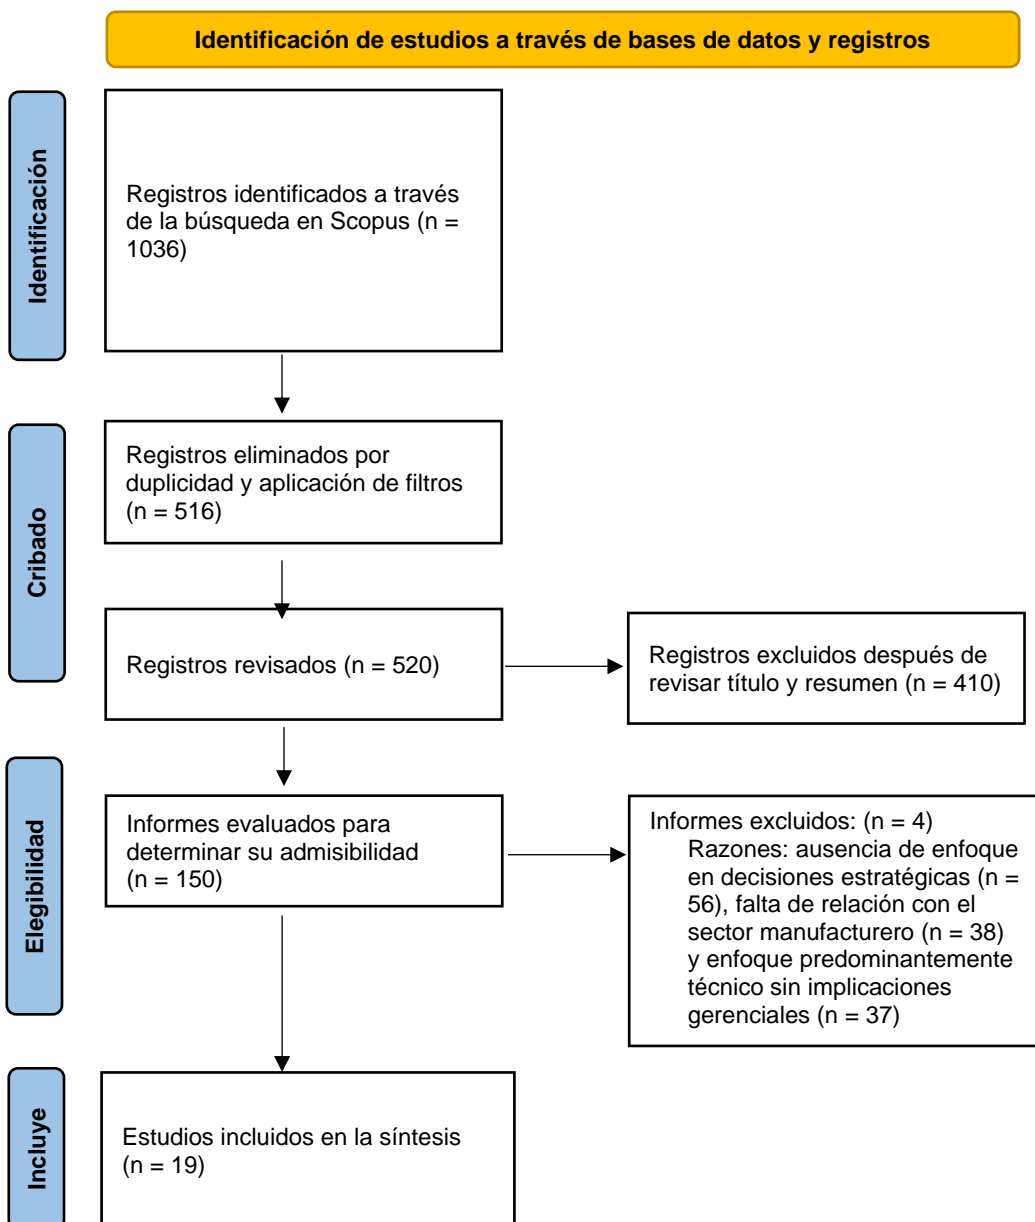 Identificación de estudios a través de bases de datos y registros
Identificación
Registros identificados a través
de la búsqueda en Scopus (n =
1036)
Cribado
Registros eliminados por
duplicidad y aplicación de filtros
(n = 516)
Registros revisados (n = 520)
Registros excluidos después de
revisar título y resumen (n = 410)
Elegibilidad
Informes evaluados para
determinar su admisibilidad
(n = 150)
Informes excluidos: (n = 4)
Razones: ausencia de enfoque
en decisiones estratégicas (n =
56), falta de relación con el
sector manufacturero (n = 38)
y enfoque predominantemente
técnico sin implicaciones
gerenciales (n = 37)
Incluye
Estudios incluidos en la síntesis
(n = 19)